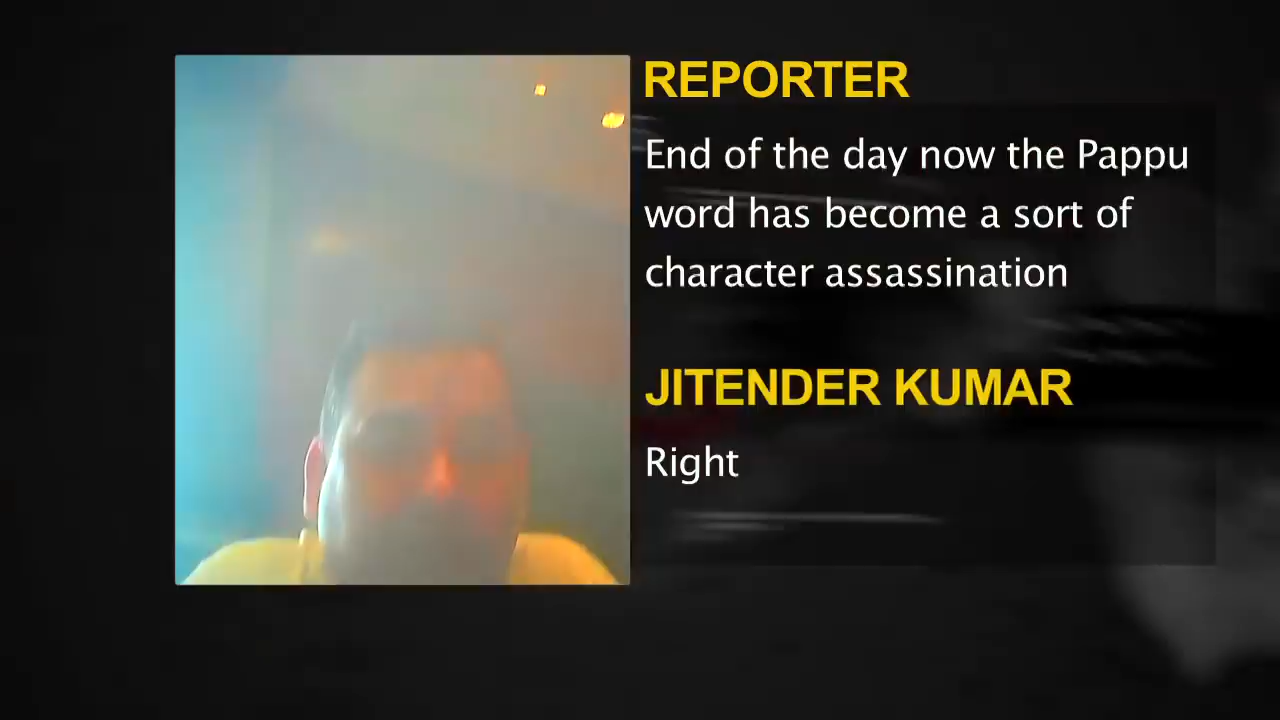 REPORTER
End of the day now the Pappu
word has become a sort of
character assassination
JITENDER KUMAR
Right